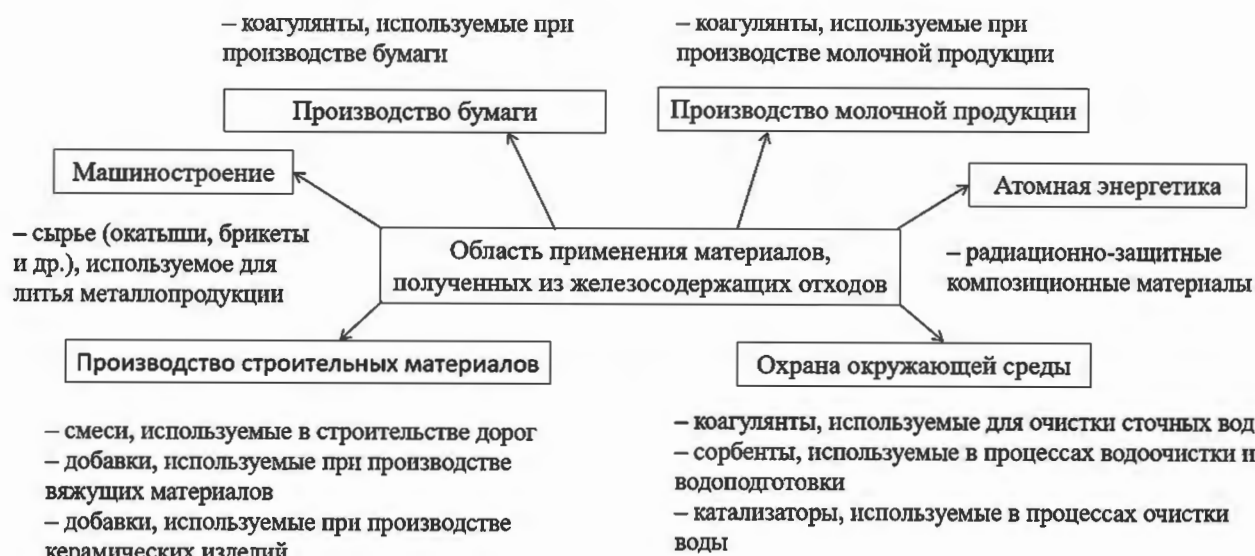 – коагулянты, используемые при
производстве бумаги
– коагулянты, используемые при
производстве молочной продукции
Производство бумаги
Производство молочной продукции
Машиностроение
Атомная энергетика
– сырье (окатыши, брикеты
и др.), используемое для
литья металлопродукции
Область применения материалов,
полученных из железосодержащих отходов
– радиационно-защитные
композиционные материалы
Производство строительных материалов
Охрана окружающей среды
– смеси, используемые в строительстве дорог
– добавки, используемые при производстве
вяжущих материалов
– добавки, используемые при производстве
керамических изделий
– коагулянты, используемые для очистки сточных вод
– сорбенты, используемые в процессах водоочистки и
водоподготовки
– катализаторы, используемые в процессах очистки
воды